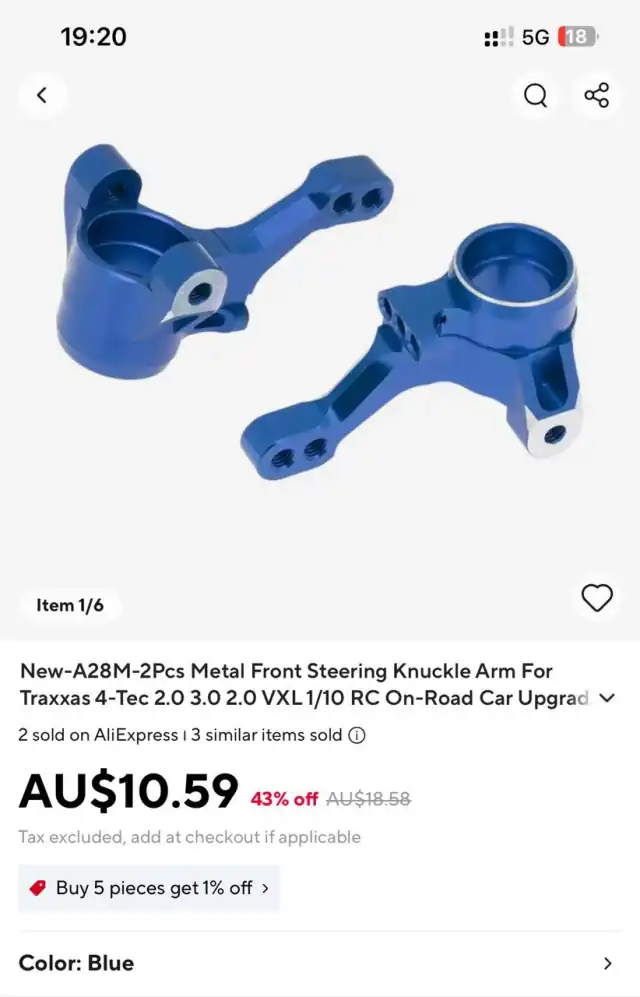 19:20
5G
18
Item 1/6
New-A28M-2Pcs Metal Front Steering Knuckle Arm For
Traxxas 4-Tec 2.0 3.0 2.0 VXL 1/10 RC On-Road Car Upgrad
2 sold on AliExpress | 3 similar items sold
AU$10.59 43% off AU$18.58
Tax excluded, add at checkout if applicable
Buy 5 pieces get 1% off
Color: Blue